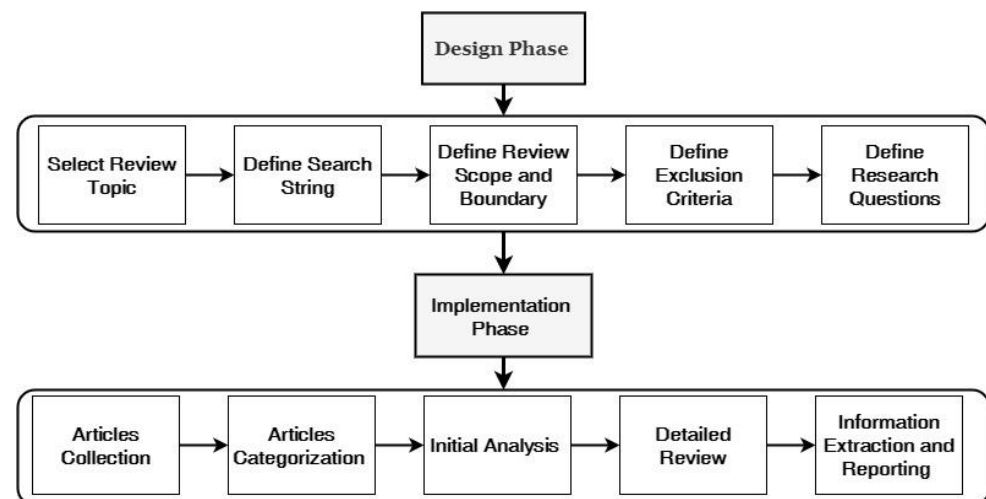 Design Phase
Select Review
Topic
Define Search
String
Define Review
Scope and
Boundary
Define
Exclusion
Criteria
Define
Research
Questions
Implementation
Phase
Articles
Collection
Articles
Categorization
Initial Analysis
Detailed
Review
Information
Extraction and
Reporting